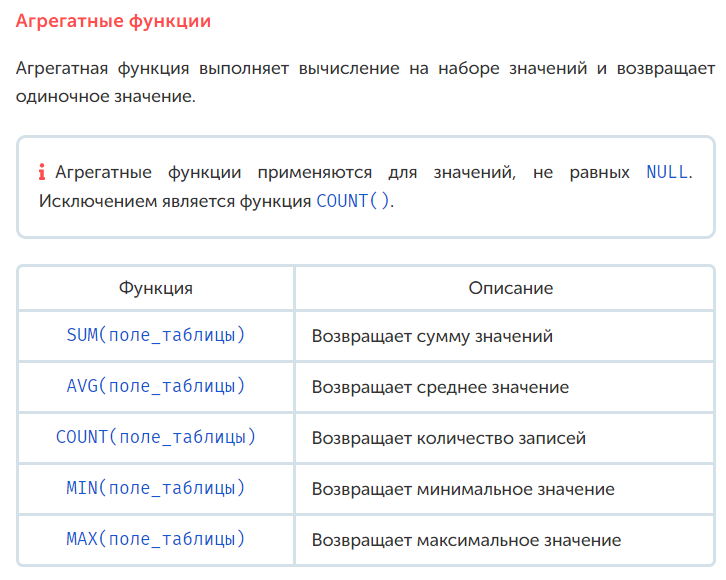 Агрегатные функции
Агрегатная функция выполняет вычисление на наборе значений и возвращает
одиночное значение.
Агрегатные функции применяются для значений, не равных NULL.
Исключением является функция COUNT().
Функция Описание
SUM(поле_таблицы) Возвращает сумму значений
AVG(поле_таблицы) Возвращает среднее значение
COUNT(поле_таблицы) Возвращает количество записей
MIN(поле_таблицы) Возвращает минимальное значение
MAX(поле_таблицы) Возвращает максимальное значение